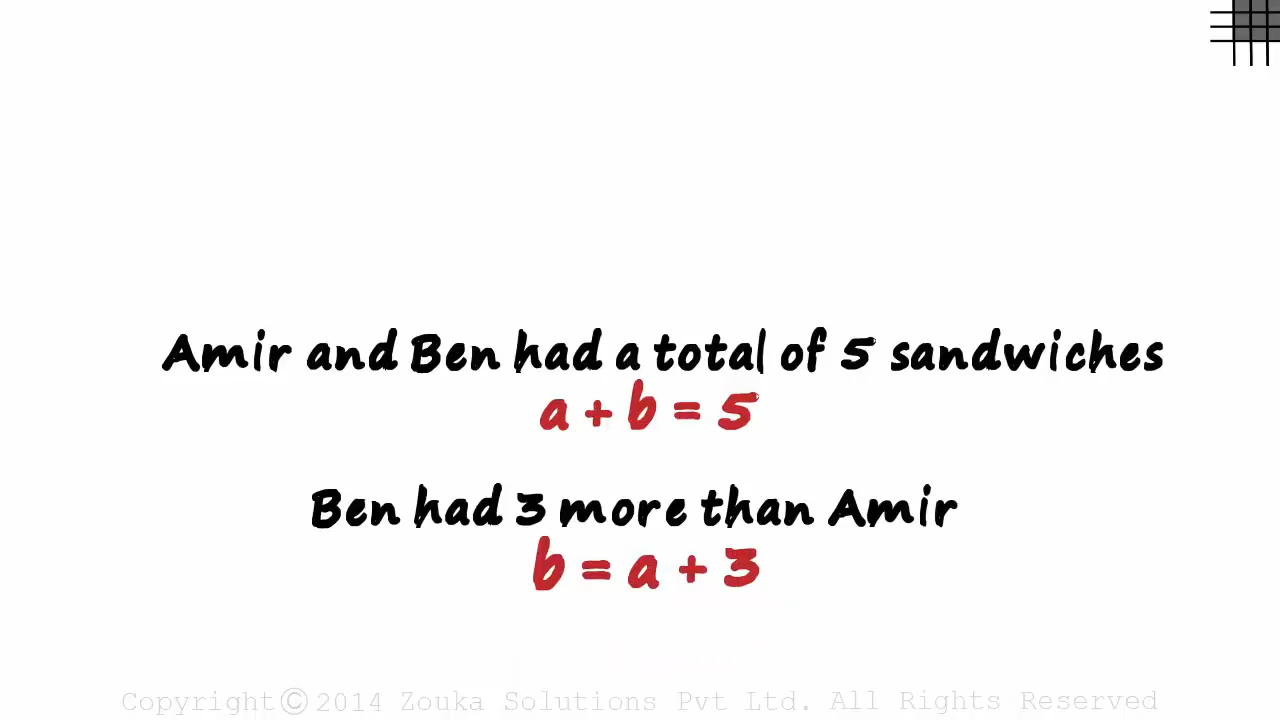 Amir and Ben had a total of 5 sandwiches
a + b = 5
Ben had 3 more than Amir
b = a + 3
Copyright©2014 Zouka Solutions Pvt Ltd. All Rights Reserved